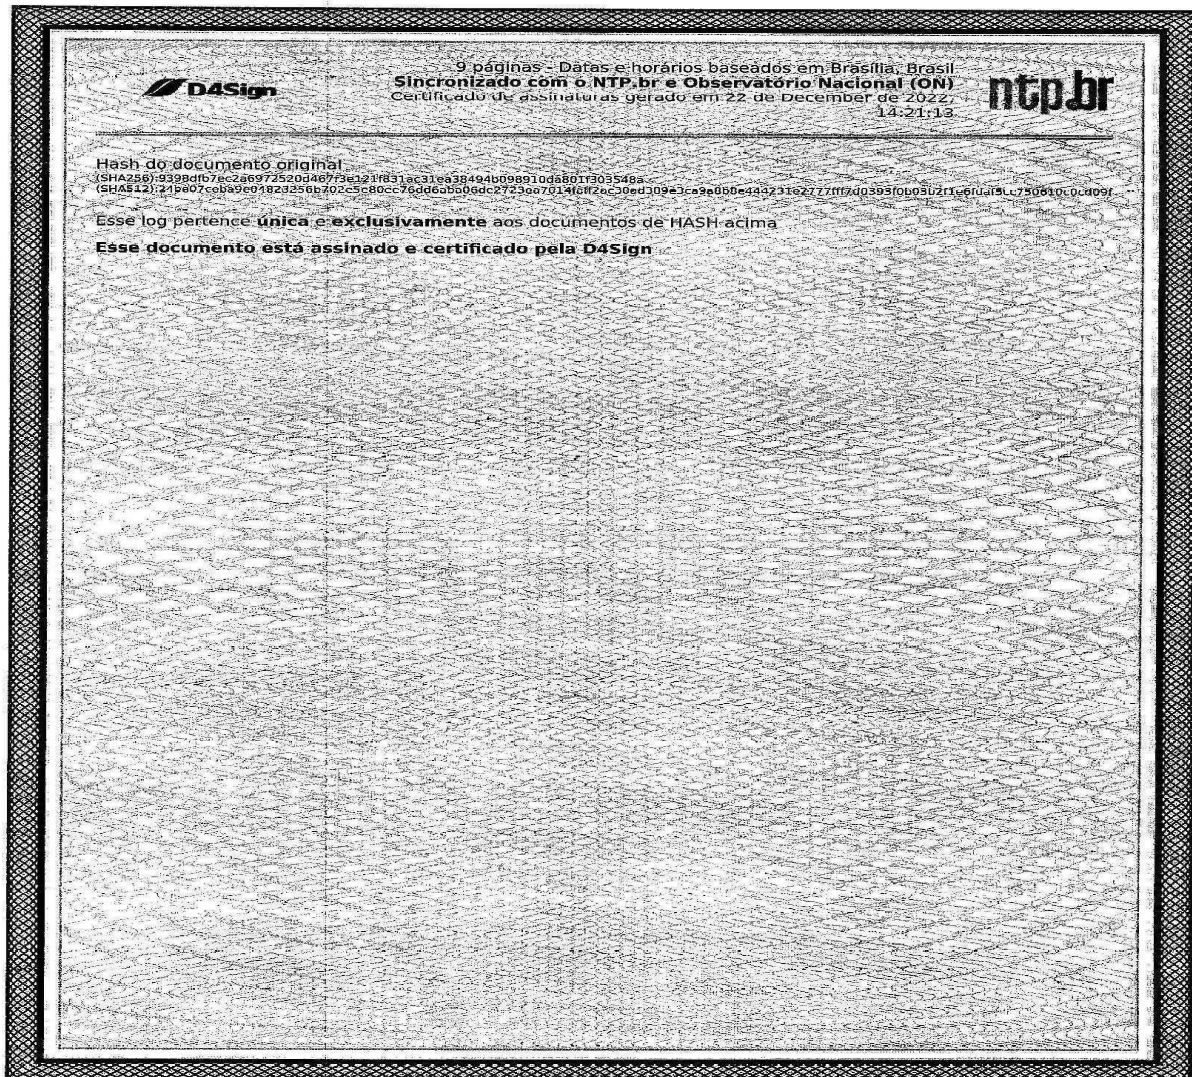 D4Sign
9 páginas - Datas e horários baseados em Brasília, Brasil
Sincronizado com o NTP.br e Observatório Nacional (ON)
Certificado de assinaturas gerado em 22 de December de 2022,
14:21:13
ntp.br
Hash do documento original
(SHA256):
(SHA512):
Esse log pertence única e exclusivamente aos documentos de HASH acima
Esse documento está assinado e certificado pela D4Sign